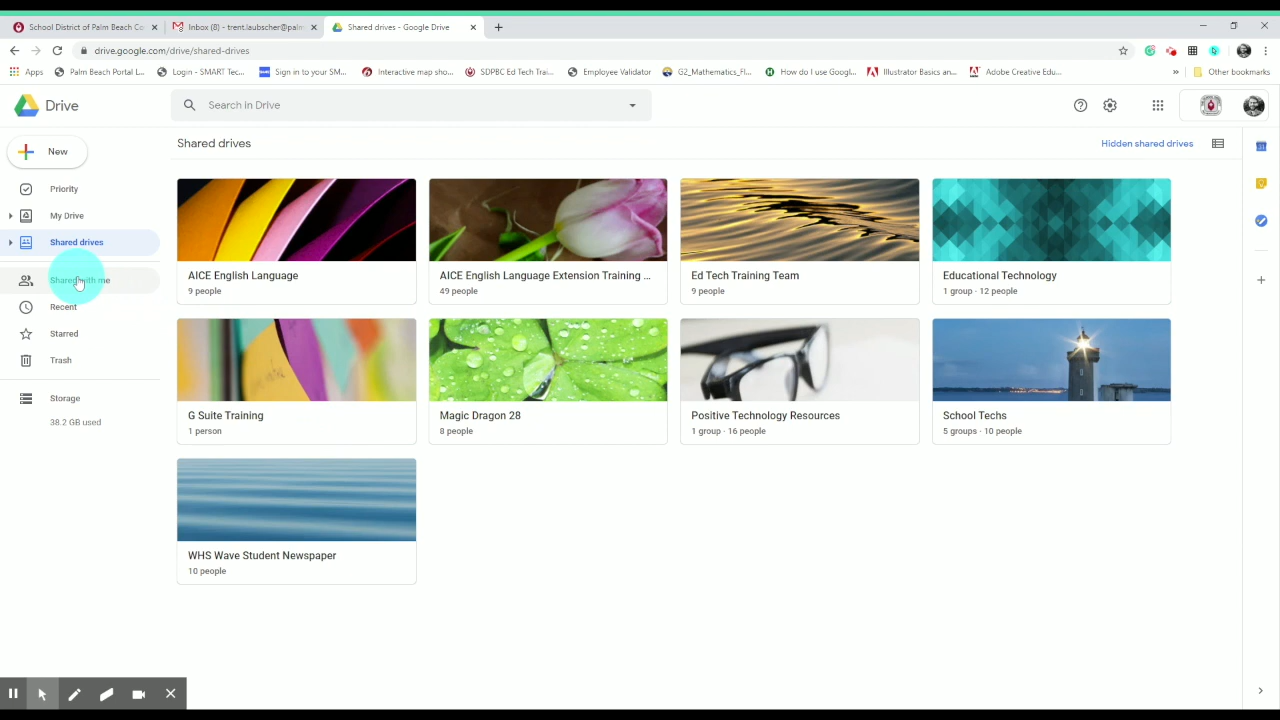 School District of Palm Beach Co
Inbox (8) - trent.laubscher@palm
Shared drives - Google Drive
drive.google.com/drive/shared-drives
Apps
Palm Beach Portal L...
Login - SMART Tec...
Sign in to your SM...
Interactive map sho...
SDPBC Ed Tech Trai...
Employee Validator
G2_Mathematics_Fl...
How do I use Googl...
Illustrator Basics an...
Adobe Creative Edu...
»
Other bookmarks
Drive
Search in Drive
New
Priority
My Drive
Shared drives
Shared with me
Recent
Starred
Trash
Storage
38.2 GB used
Shared drives
Hidden shared drives
AICE English Language
9 people
AICE English Language Extension Training ...
49 people
Ed Tech Training Team
9 people
Educational Technology
1 group · 12 people
G Suite Training
1 person
Magic Dragon 28
8 people
Positive Technology Resources
1 group · 16 people
School Techs
5 groups · 10 people
WHS Wave Student Newspaper
10 people